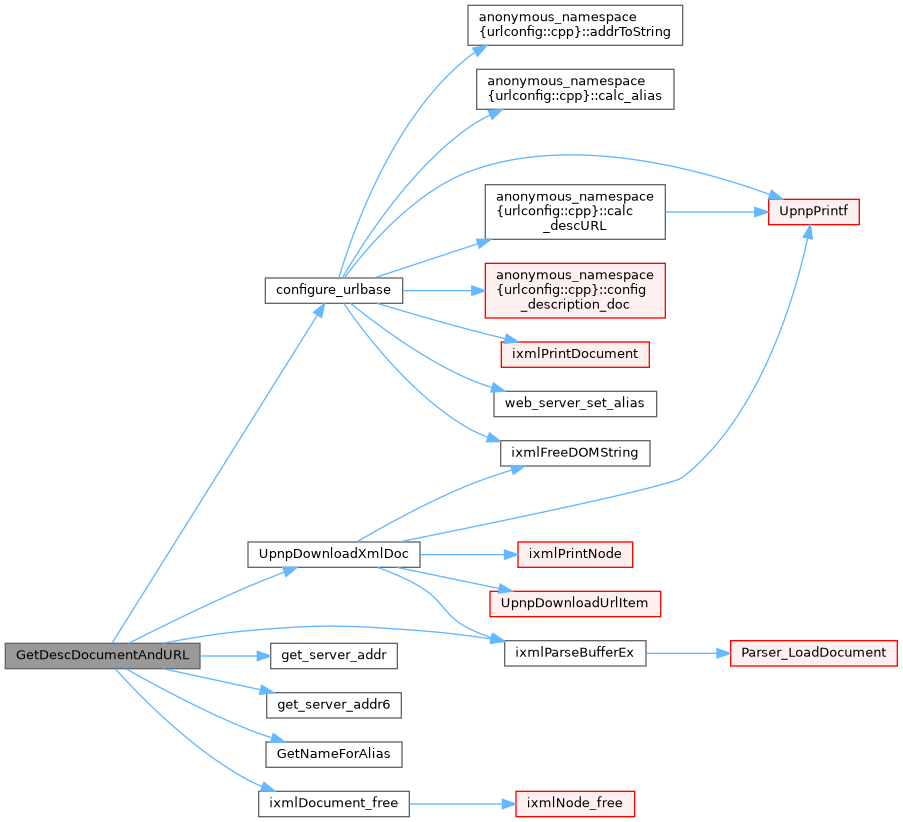 anonymous_namespace
{urlconfig::cpp}::addrToString
anonymous_namespace
{urlconfig::cpp}::calc_alias
anonymous_namespace
{urlconfig::cpp}::calc
_descURL
UpnpPrintf
configure_urlbase
anonymous_namespace
{urlconfig::cpp}::config
_description_doc
ixmlPrintDocument
web_server_set_alias
ixmlFreeDOMString
UpnpDownloadXmlDoc
ixmlPrintNode
UpnpDownloadUrlItem
GetDescDocumentAndURL
get_server_addr
ixmlParseBufferEx
Parser_LoadDocument
get_server_addr6
GetNameForAlias
ixmlDocument_free
ixmlNode_free